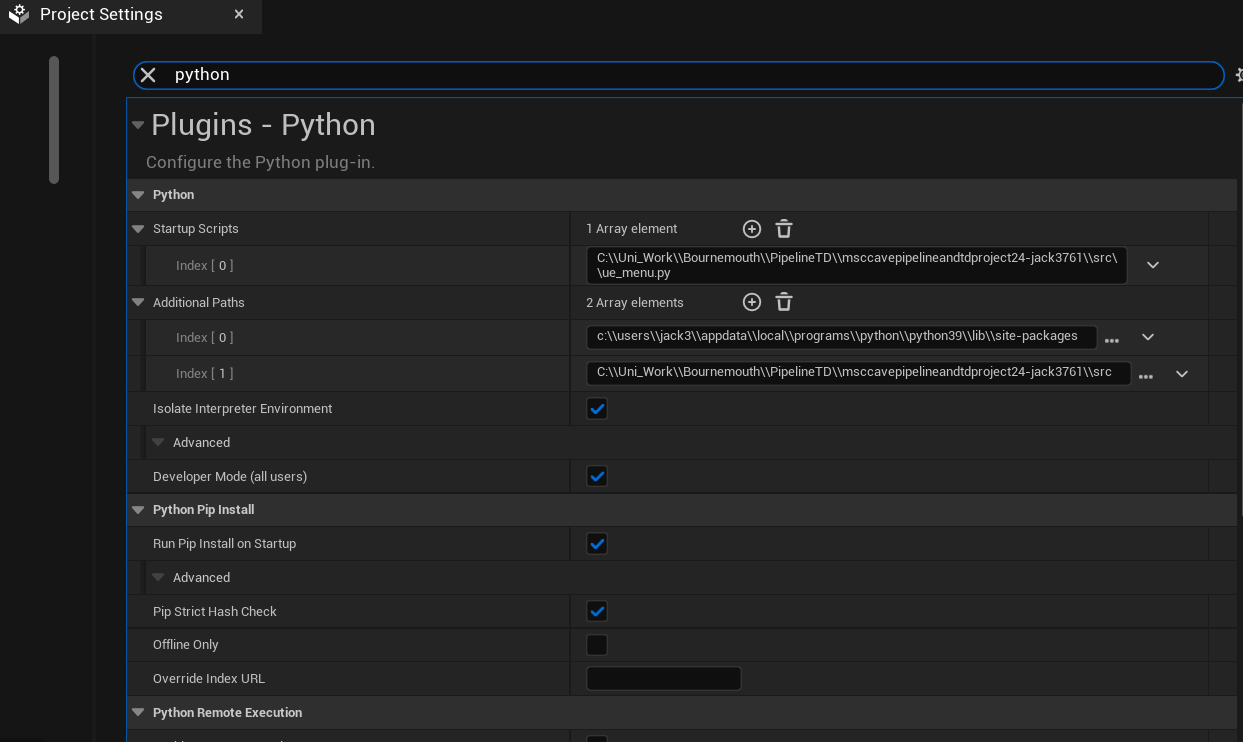 Project Settings
python
Plugins - Python
Configure the Python plug-in.
Python
Startup Scripts
1 Array element
Index [ 0 ]
C:\\Uni_Work\\Bournemouth\\PipelineTD\\msccavepipelineandtdproject24-jack3761\\src\
\ue_menu.py
Additional Paths
2 Array elements
Index [ 0 ]
c:\\users\\jack3\\appdata\\local\\programs\\python\\python39\\lib\\site-packages
Index [ 1 ]
C:\\Uni_Work\\Bournemouth\\PipelineTD\\msccavepipelineandtdproject24-jack3761\\src
Isolate Interpreter Environment
Advanced
Developer Mode (all users)
Python Pip Install
Run Pip Install on Startup
Advanced
Pip Strict Hash Check
Offline Only
Override Index URL
Python Remote Execution